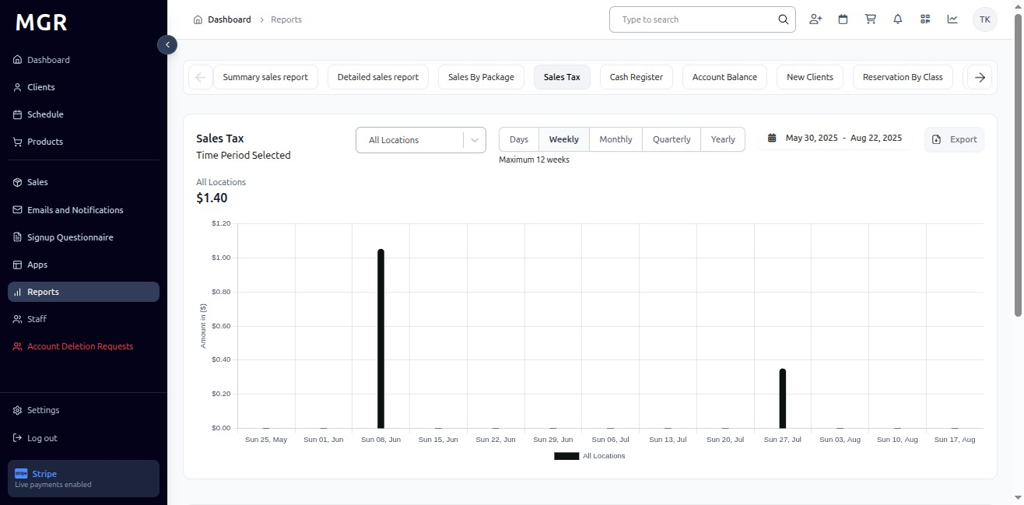 MGR
Dashboard
Clients
Schedule
Products
Sales
Emails and Notifications
Signup Questionnaire
Apps
Reports
Staff
Account Deletion Requests
Settings
Log out
stripe Stripe
Live payments enabled
Dashboard > Reports
Type to search
TK
Summary sales report
Detailed sales report
Sales By Package
Sales Tax
Cash Register
Account Balance
New Clients
Reservation By Class
Sales Tax
Time Period Selected
All Locations
Days Weekly Monthly Quarterly Yearly
Maximum 12 weeks
May 30, 2025 - Aug 22, 2025
Export
All Locations
$1.40
Amount in ($)
$1.20
$1.00
$0.80
$0.60
$0.40
$0.20
$0.00
Sun 25, May Sun 01, Jun Sun 08, Jun Sun 15, Jun Sun 22, Jun Sun 29, Jun Sun 06, Jul Sun 13, Jul Sun 20, Jul Sun 27, Jul Sun 03, Aug Sun 10, Aug Sun 17, Aug
All Locations